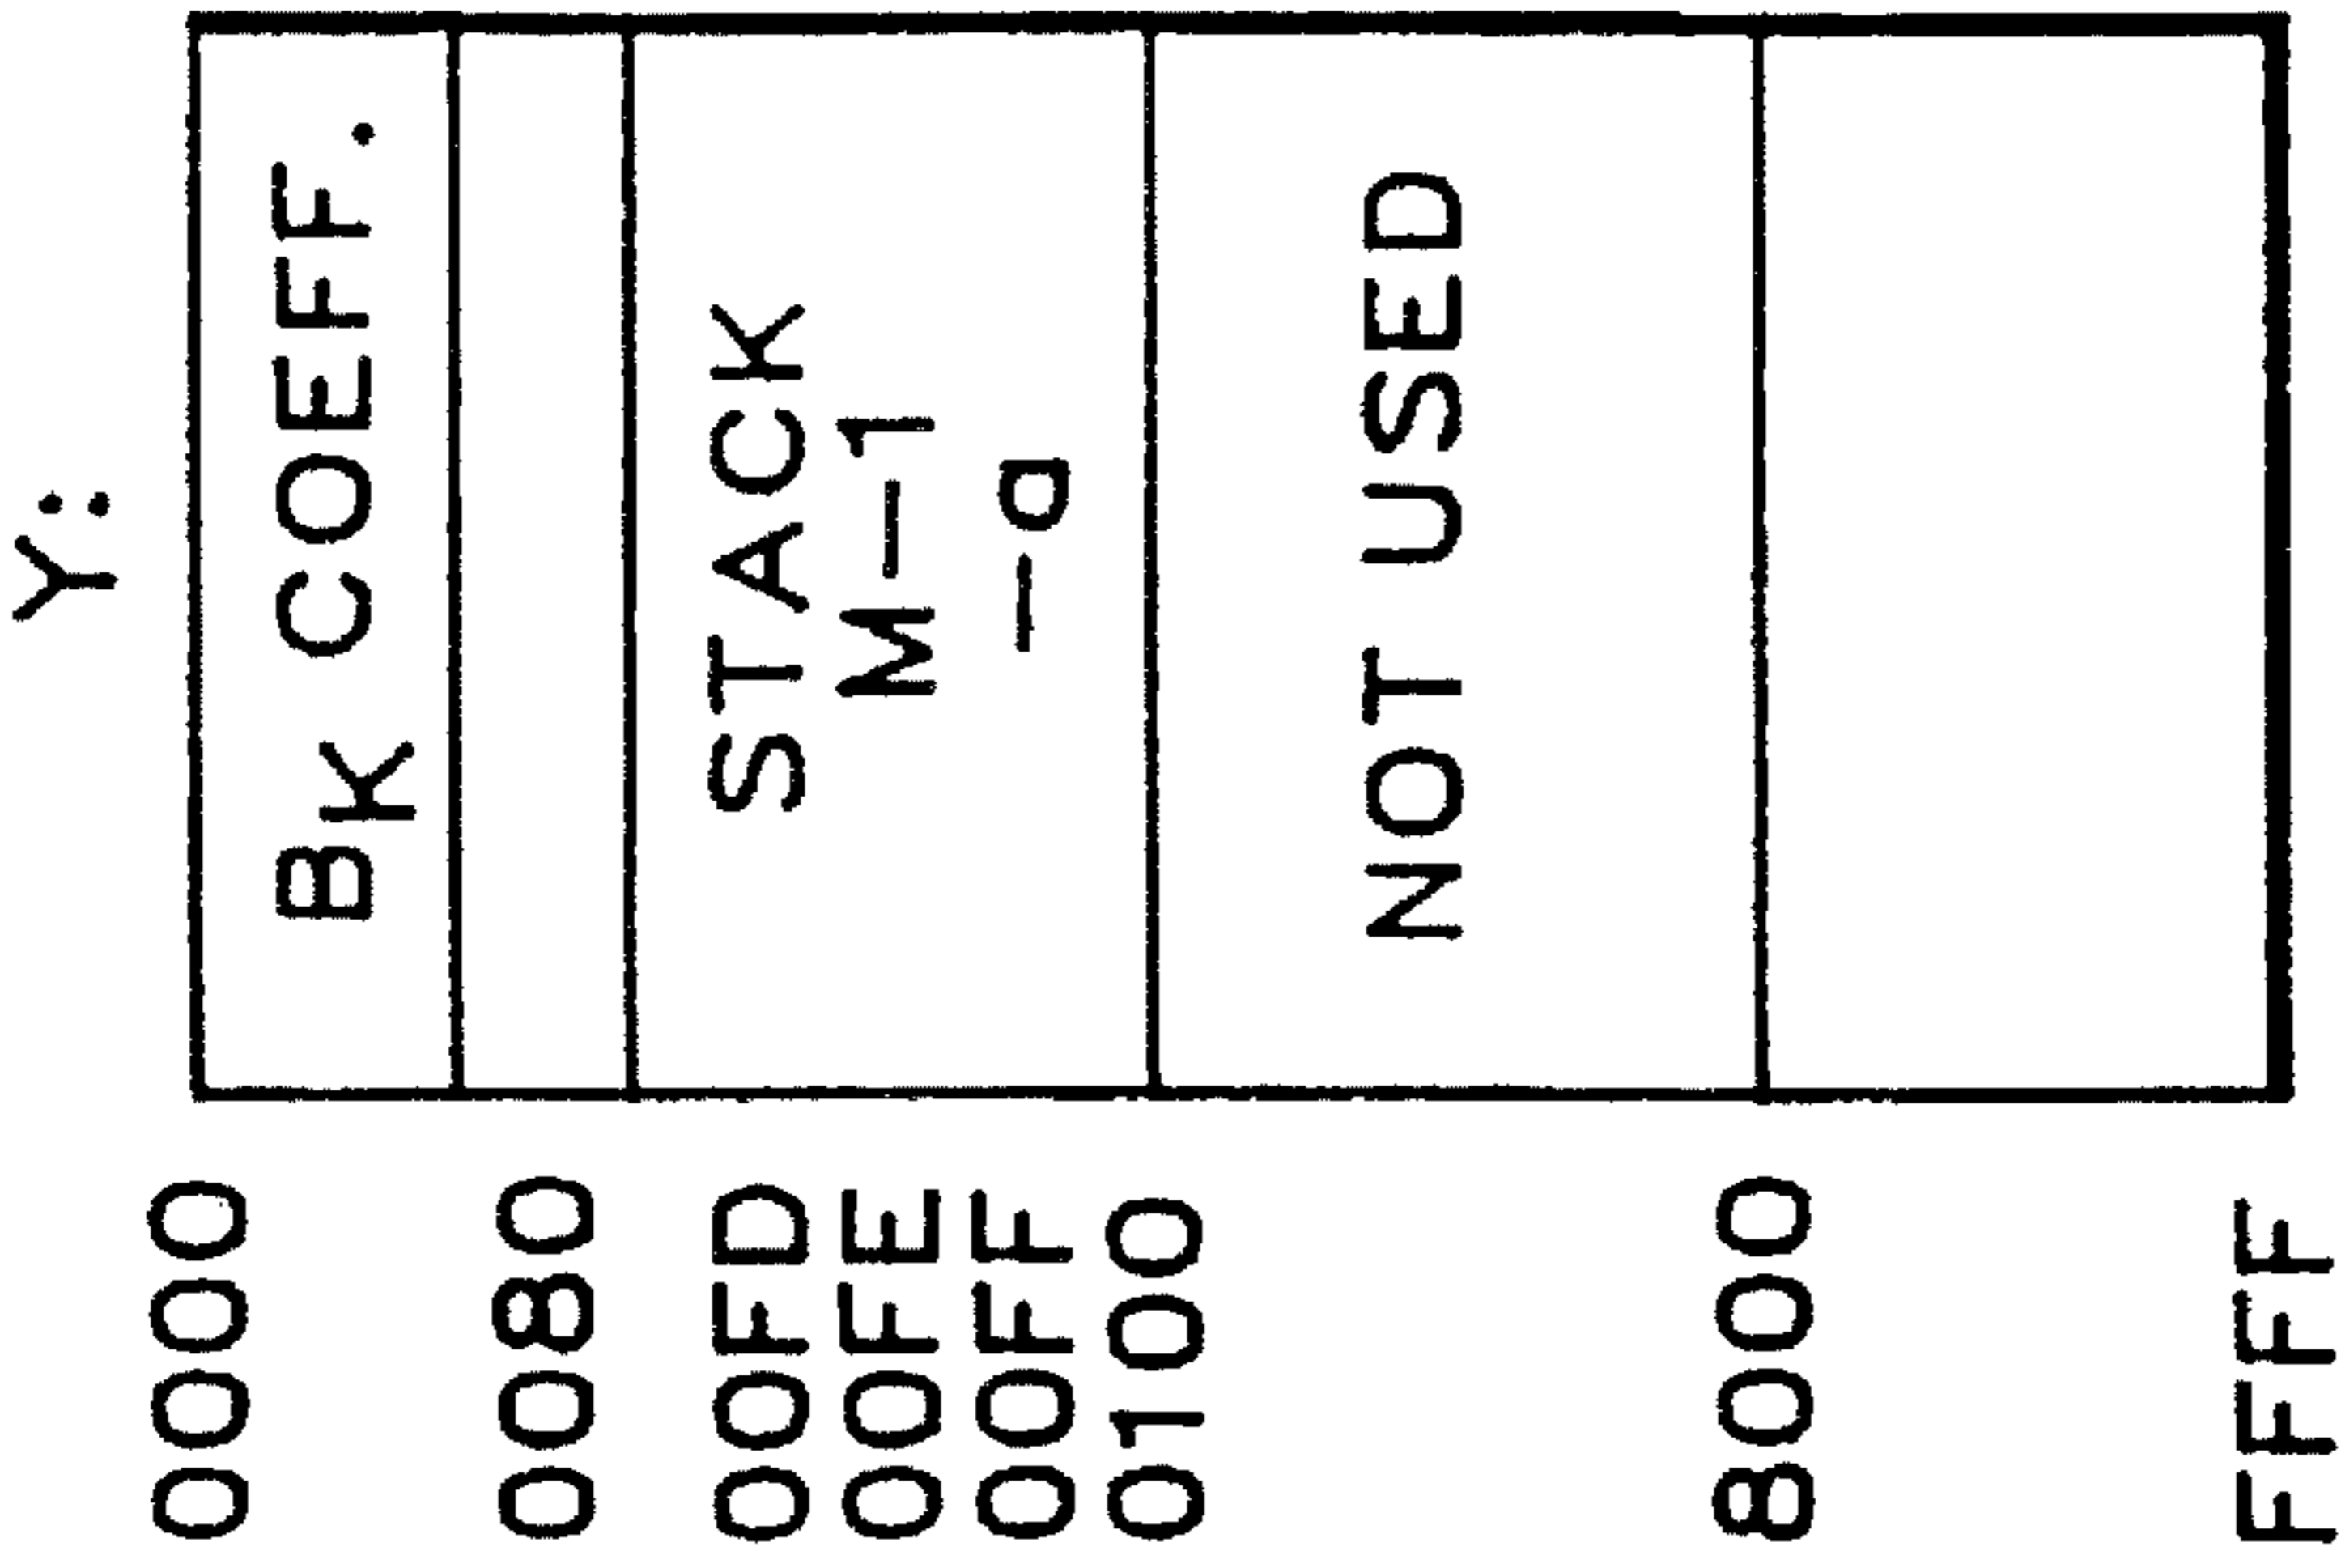 Y:
0000 BK COEFF.
0080
00FD STACK
00FE M-1
00FF -a
0100
NOT USED
8000
FFFF